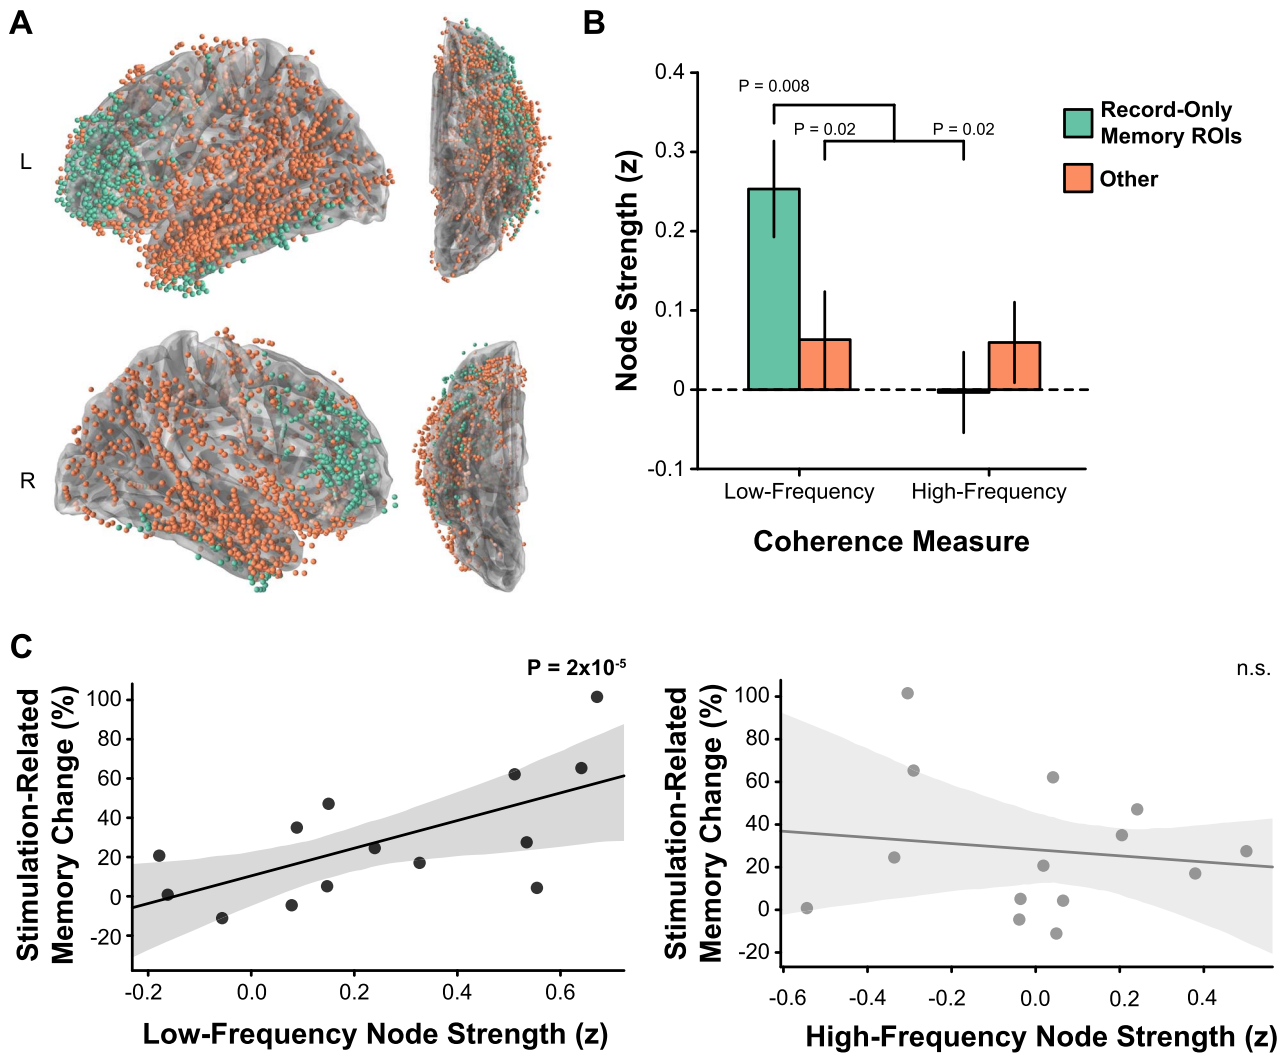 A
L
R
B
Node Strength (z)
0.4
0.3
0.2
0.1
0
-0.1
P = 0.008
P = 0.02
P = 0.02
Record-Only
Memory ROIs
Other
Low-Frequency
High-Frequency
Coherence Measure
C
P = 2x10-5
Stimulation-Related
Memory Change (%)
100
80
60
40
20
0
-20
-0.2
0.0
0.2
0.4
0.6
Low-Frequency Node Strength (z)
n.s.
Stimulation-Related
Memory Change (%)
100
80
60
40
20
0
-20
-0.6
-0.4
-0.2
0.0
0.2
0.4
High-Frequency Node Strength (z)